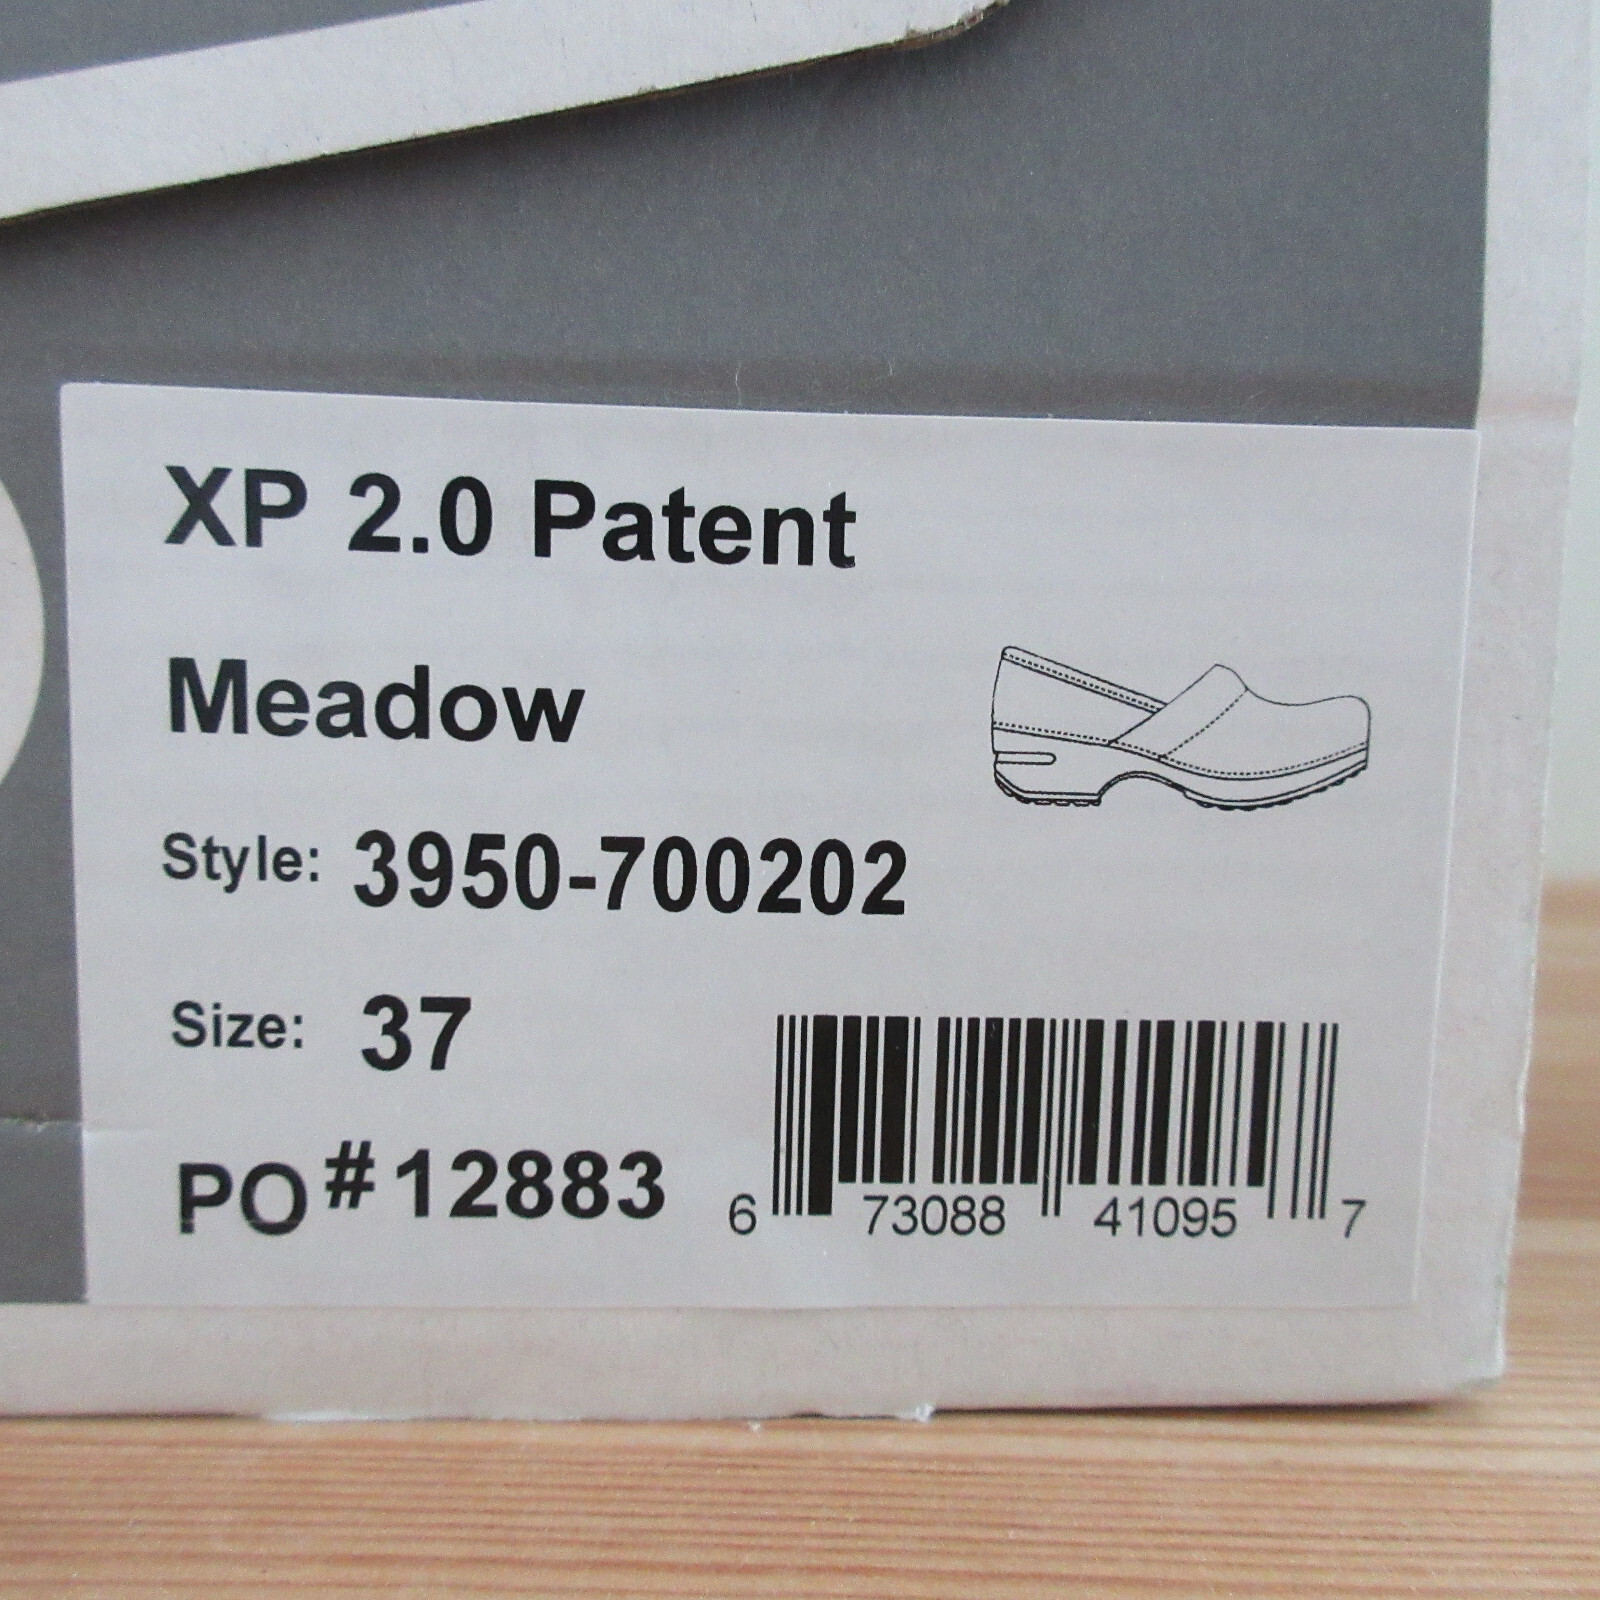 XP 2.0 Patent
Meadow
Style: 3950-700202
Size: 37
PO #12883
6 73088 41095 7